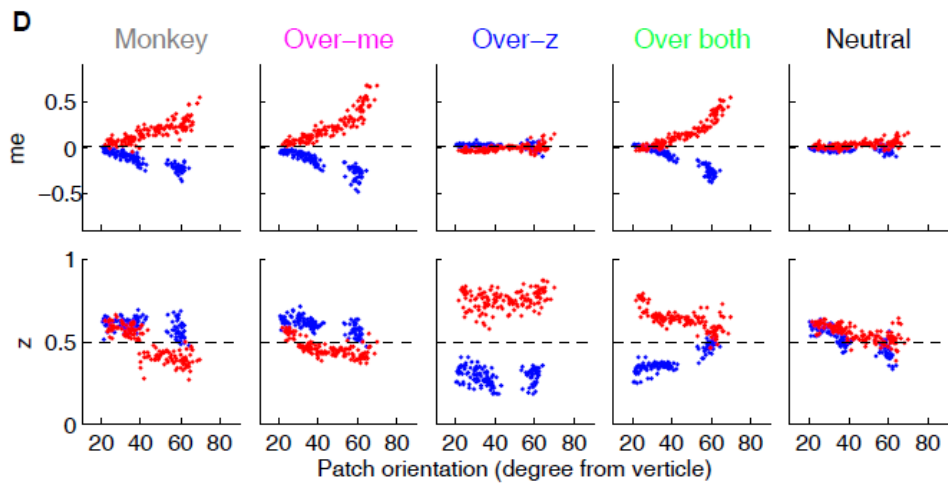 D
Monkey Over-me Over-z Over both Neutral
me
0.5
0
-0.5
z
1
0.5
0
20 40 60 80 20 40 60 80 20 40 60 80 20 40 60 80 20 40 60 80
Patch orientation (degree from verticle)